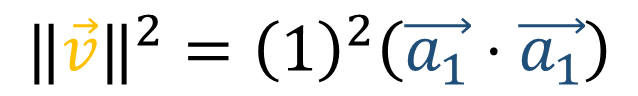 ‖v⃗‖² = (1)²(a₁⃗ · a₁⃗)